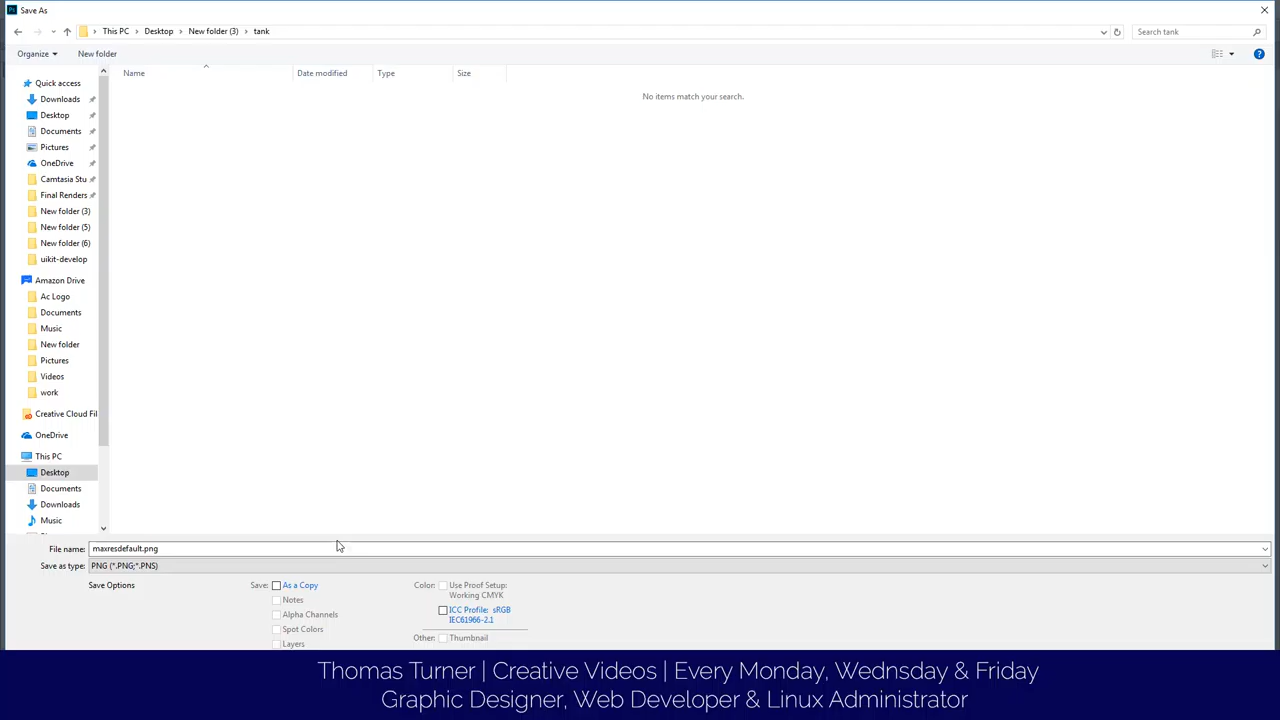 Ps Save As
This PC > Desktop > New folder (3) > tank
Search tank
Organize
New folder
Name
Date modified
Type
Size
No items match your search.
Quick access
Downloads
Desktop
Documents
Pictures
OneDrive
Camtasia Stu
Final Renders
New folder (3)
New folder (5)
New folder (6)
uikit-develop
Amazon Drive
Ac Logo
Documents
Music
New folder
Pictures
Videos
work
Creative Cloud Fil
OneDrive
This PC
Desktop
Documents
Downloads
Music
File name: maxresdefault.png
Save as type: PNG (*.PNG;*.PNS)
Save Options
Save: As a Copy
Notes
Alpha Channels
Spot Colors
Layers
Color: Use Proof Setup:
Working CMYK
ICC Profile: sRGB
IEC61966-2.1
Other: Thumbnail
Thomas Turner | Creative Videos | Every Monday, Wednsday & Friday
Graphic Designer, Web Developer & Linux Administrator